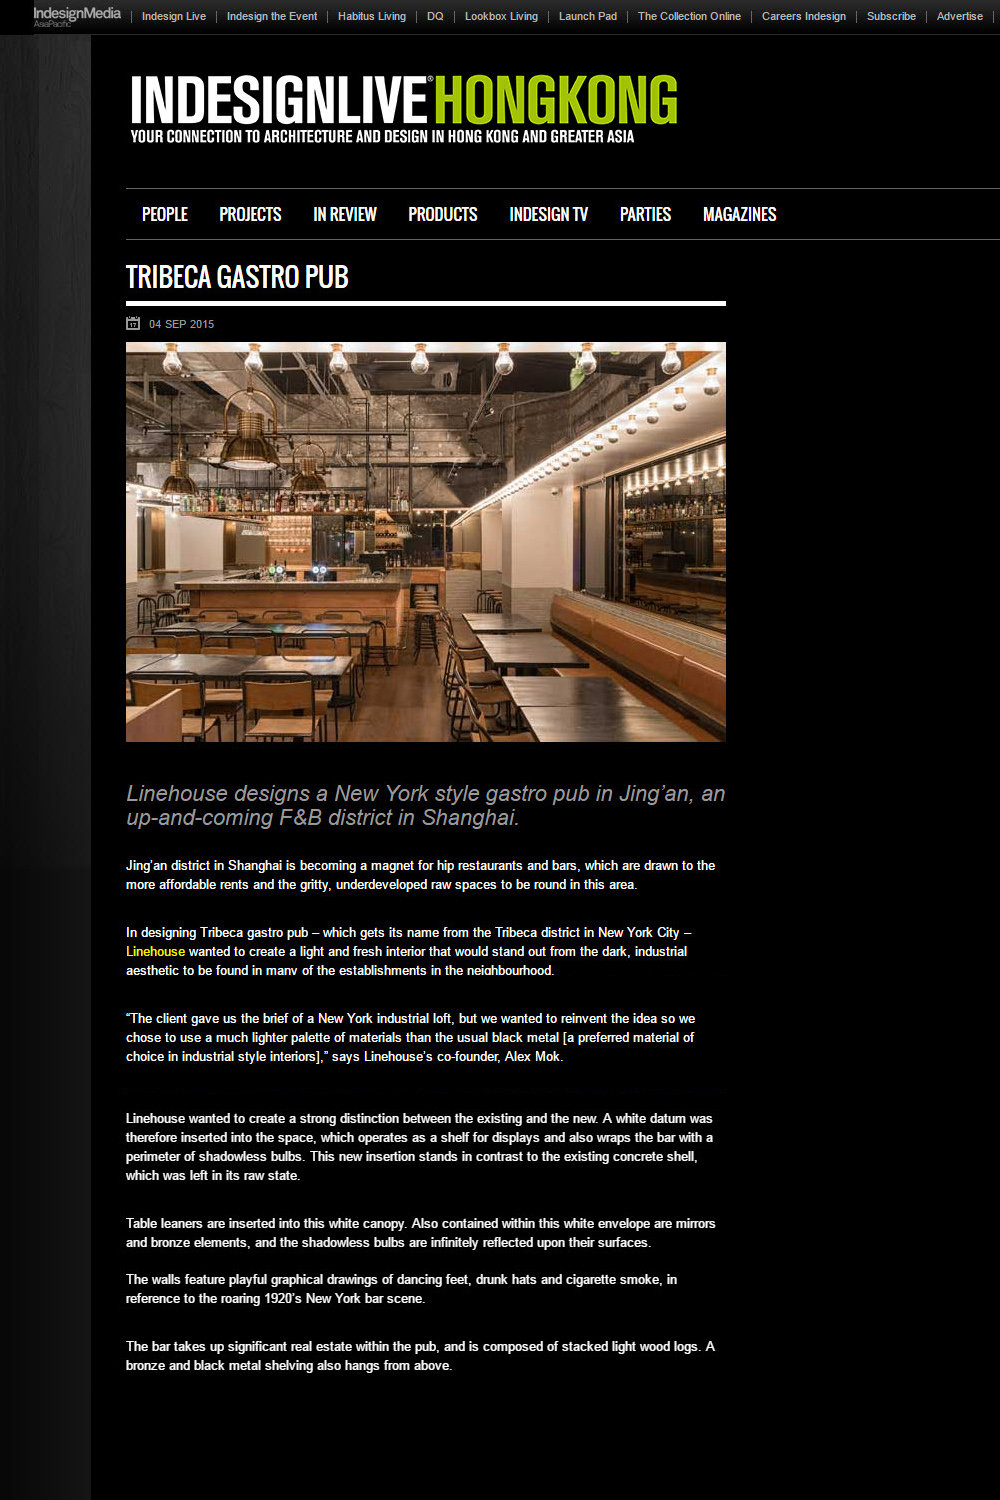 IndesignMedia
AsiaPacific
Indesign Live
Indesign the Event
Habitus Living
DQ
Lookbox Living
Launch Pad
The Collection Online
Careers Indesign
Subscribe
Advertise
INDESIGNLIVE® HONGKONG
YOUR CONNECTION TO ARCHITECTURE AND DESIGN IN HONG KONG AND GREATER ASIA
PEOPLE
PROJECTS
IN REVIEW
PRODUCTS
INDESIGN TV
PARTIES
MAGAZINES
TRIBECA GASTRO PUB
17
04 SEP 2015
Linehouse designs a New York style gastro pub in Jing’an, an
up-and-coming F&B district in Shanghai.
Jing’an district in Shanghai is becoming a magnet for hip restaurants and bars, which are drawn to the
more affordable rents and the gritty, underdeveloped raw spaces to be round in this area.
In designing Tribeca gastro pub – which gets its name from the Tribeca district in New York City –
Linehouse wanted to create a light and fresh interior that would stand out from the dark, industrial
aesthetic to be found in many of the establishments in the neighbourhood.
“The client gave us the brief of a New York industrial loft, but we wanted to reinvent the idea so we
chose to use a much lighter palette of materials than the usual black metal [a preferred material of
choice in industrial style interiors],” says Linehouse’s co-founder, Alex Mok.
Linehouse wanted to create a strong distinction between the existing and the new. A white datum was
therefore inserted into the space, which operates as a shelf for displays and also wraps the bar with a
perimeter of shadowless bulbs. This new insertion stands in contrast to the existing concrete shell,
which was left in its raw state.
Table leaners are inserted into this white canopy. Also contained within this white envelope are mirrors
and bronze elements, and the shadowless bulbs are infinitely reflected upon their surfaces.
The walls feature playful graphical drawings of dancing feet, drunk hats and cigarette smoke, in
reference to the roaring 1920’s New York bar scene.
The bar takes up significant real estate within the pub, and is composed of stacked light wood logs. A
bronze and black metal shelving also hangs from above.